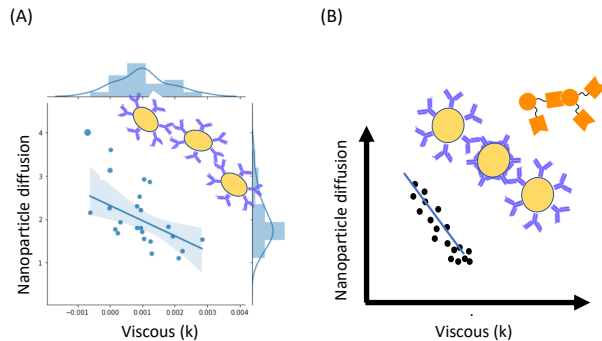 (A)
(B)
Nanoparticle diffusion
4
3
2
1
−0.001 0.000 0.001 0.002 0.003 0.004
Viscous (k)
Nanoparticle diffusion
Viscous (k)